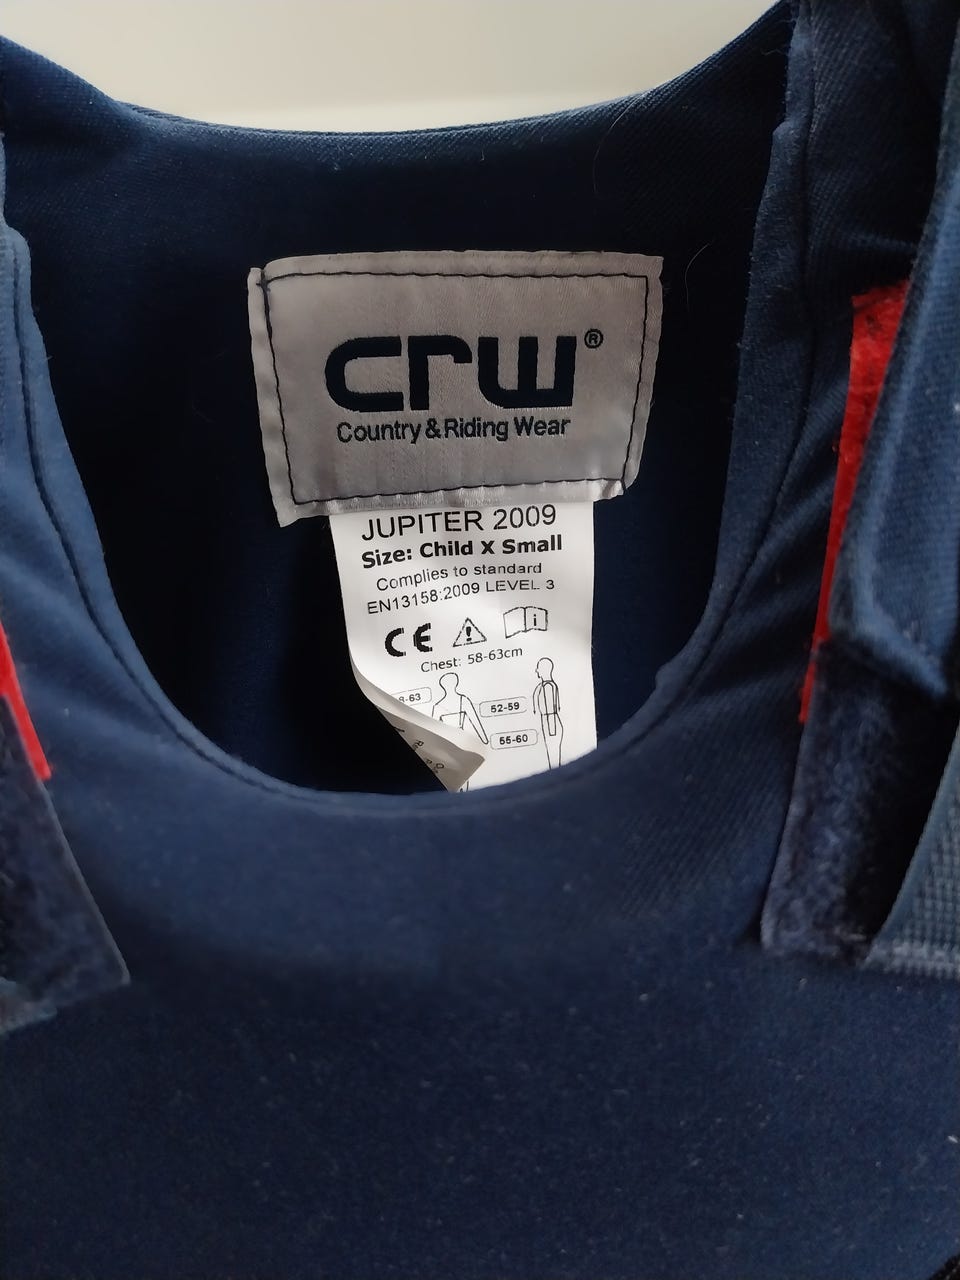 crw®
Country & Riding Wear
JUPITER 2009
Size: Child X Small
Complies to standard
EN13158:2009 LEVEL 3
CE
Chest: 58-63cm
52-59
55-60